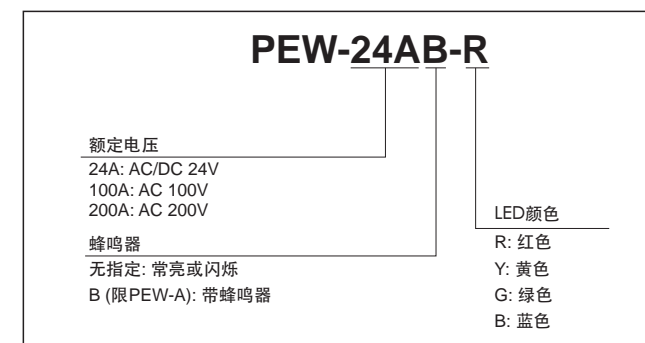 PEW-24AB-R
额定电压
24A: AC/DC 24V
100A: AC 100V
200A: AC 200V
蜂鸣器
无指定: 常亮或闪烁
B (限PEW-A): 带蜂鸣器
LED颜色
R: 红色
Y: 黄色
G: 绿色
B: 蓝色